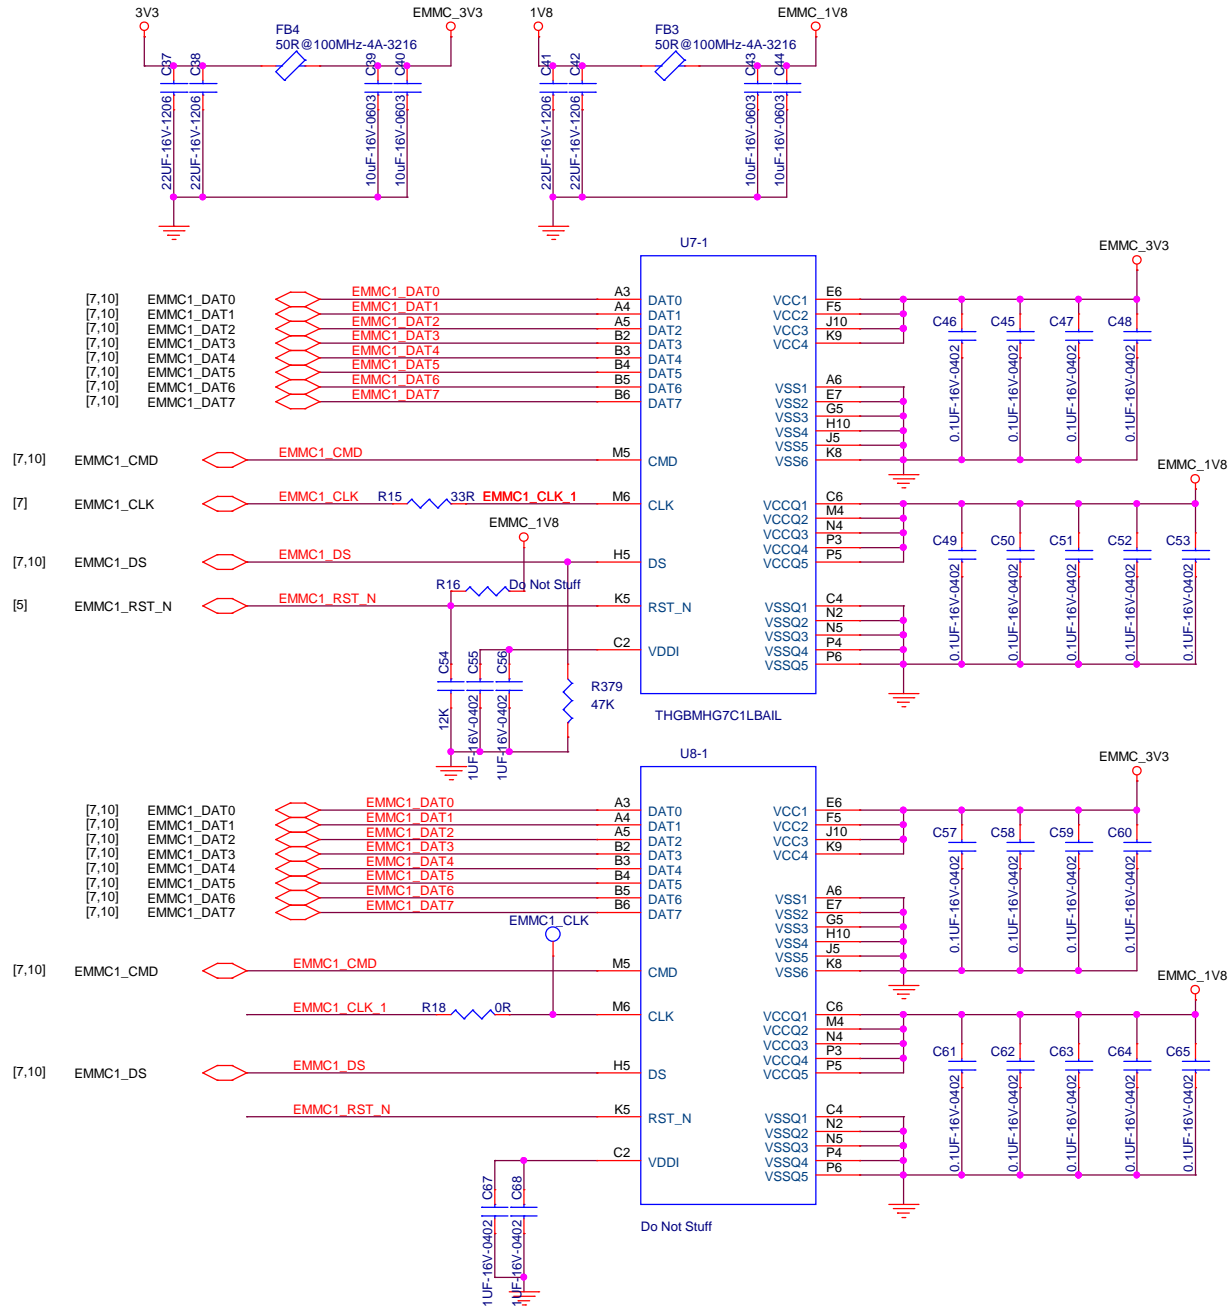 3V3 EMMC_3V3 1V8 EMMC_1V8
FB4 FB3
50R@100MHz-4A-3216 50R@100MHz-4A-3216
C37 C38 C39 C40 C41 C42 C43 C44
22UF-16V-1206 22UF-16V-1206 10uF-16V-0603 10uF-16V-0603 22UF-16V-1206 22UF-16V-1206 10uF-16V-0603 10uF-16V-0603
U7-1 EMMC_3V3
[7,10] EMMC1_DAT0 EMMC1_DAT0 A3 DAT0 VCC1 E6
[7,10] EMMC1_DAT1 EMMC1_DAT1 A4 DAT1 VCC2 F5
[7,10] EMMC1_DAT2 EMMC1_DAT2 A5 DAT2 VCC3 J10
[7,10] EMMC1_DAT3 EMMC1_DAT3 B2 DAT3 VCC4 K9
C46 C45 C47 C48
0.1UF-16V-0402 0.1UF-16V-0402 0.1UF-16V-0402 0.1UF-16V-0402
[7,10] EMMC1_DAT4 EMMC1_DAT4 B3 DAT4
[7,10] EMMC1_DAT5 EMMC1_DAT5 B4 DAT5
[7,10] EMMC1_DAT6 EMMC1_DAT6 B5 DAT6 VSS1 A6
[7,10] EMMC1_DAT7 EMMC1_DAT7 B6 DAT7 VSS2 E7
VSS3 G5
VSS4 H10
VSS5 J5
[7,10] EMMC1_CMD EMMC1_CMD M5 CMD VSS6 K8
EMMC_1V8
[7] EMMC1_CLK EMMC1_CLK R15 33R EMMC1_CLK_1 M6 CLK VCCQ1 C6
EMMC_1V8 VCCQ2 M4
VCCQ3 N4
VCCQ4 P3
[7,10] EMMC1_DS EMMC1_DS H5 DS VCCQ5 P5
C49 C50 C51 C52 C53
0.1UF-16V-0402 0.1UF-16V-0402 0.1UF-16V-0402 0.1UF-16V-0402 0.1UF-16V-0402
R16 Do Not Stuff
[5] EMMC1_RST_N EMMC1_RST_N K5 RST_N VSSQ1 C4
VSSQ2 N2
VSSQ3 N5
C2 VDDI VSSQ4 P4
VSSQ5 P6
C54 C55 C56
12K 1UF-16V-0402 1UF-16V-0402
R379
47K
THGBMHG7C1LBAIL
U8-1 EMMC_3V3
[7,10] EMMC1_DAT0 EMMC1_DAT0 A3 DAT0 VCC1 E6
[7,10] EMMC1_DAT1 EMMC1_DAT1 A4 DAT1 VCC2 F5
[7,10] EMMC1_DAT2 EMMC1_DAT2 A5 DAT2 VCC3 J10
[7,10] EMMC1_DAT3 EMMC1_DAT3 B2 DAT3 VCC4 K9
C57 C58 C59 C60
0.1UF-16V-0402 0.1UF-16V-0402 0.1UF-16V-0402 0.1UF-16V-0402
[7,10] EMMC1_DAT4 EMMC1_DAT4 B3 DAT4
[7,10] EMMC1_DAT5 EMMC1_DAT5 B4 DAT5
[7,10] EMMC1_DAT6 EMMC1_DAT6 B5 DAT6 VSS1 A6
[7,10] EMMC1_DAT7 EMMC1_DAT7 B6 DAT7 VSS2 E7
EMMC1_CLK VSS3 G5
VSS4 H10
VSS5 J5
[7,10] EMMC1_CMD EMMC1_CMD M5 CMD VSS6 K8
EMMC_1V8
EMMC1_CLK_1 R18 0R M6 CLK VCCQ1 C6
VCCQ2 M4
VCCQ3 N4
VCCQ4 P3
[7,10] EMMC1_DS EMMC1_DS H5 DS VCCQ5 P5
C61 C62 C63 C64 C65
0.1UF-16V-0402 0.1UF-16V-0402 0.1UF-16V-0402 0.1UF-16V-0402 0.1UF-16V-0402
EMMC1_RST_N K5 RST_N VSSQ1 C4
VSSQ2 N2
VSSQ3 N5
C2 VDDI VSSQ4 P4
VSSQ5 P6
C67 C68
1UF-16V-0402 1UF-16V-0402
Do Not Stuff